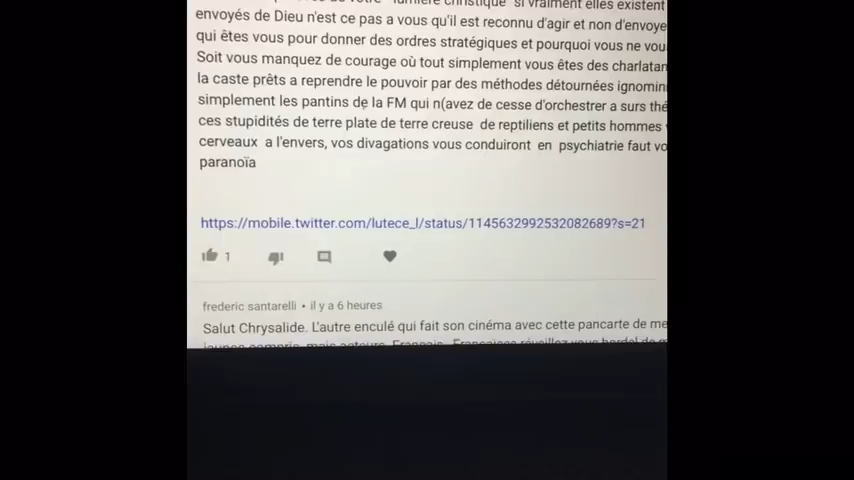 lumière christique si vraiment elles existent
envoyés de Dieu n'est ce pas a vous qu'il est reconnu d'agir et non d'envoye
qui êtes vous pour donner des ordres stratégiques et pourquoi vous ne vou
Soit vous manquez de courage où tout simplement vous êtes des charlatan
la caste prêts a reprendre le pouvoir par des méthodes détournées ignomin
simplement les pantins de la FM qui n(avez de cesse d'orchestrer a surs thé
ces stupidités de terre plate de terre creuse de reptiliens et petits hommes
cerveaux a l'envers, vos divagations vous conduiront en psychiatrie faut vo
paranoïa
https://mobile.twitter.com/lutece_l/status/1145632992532082689?s=21
1
frederic santarelli • il y a 6 heures
Salut Chrysalide. L'autre enculé qui fait son cinéma avec cette pancarte de me